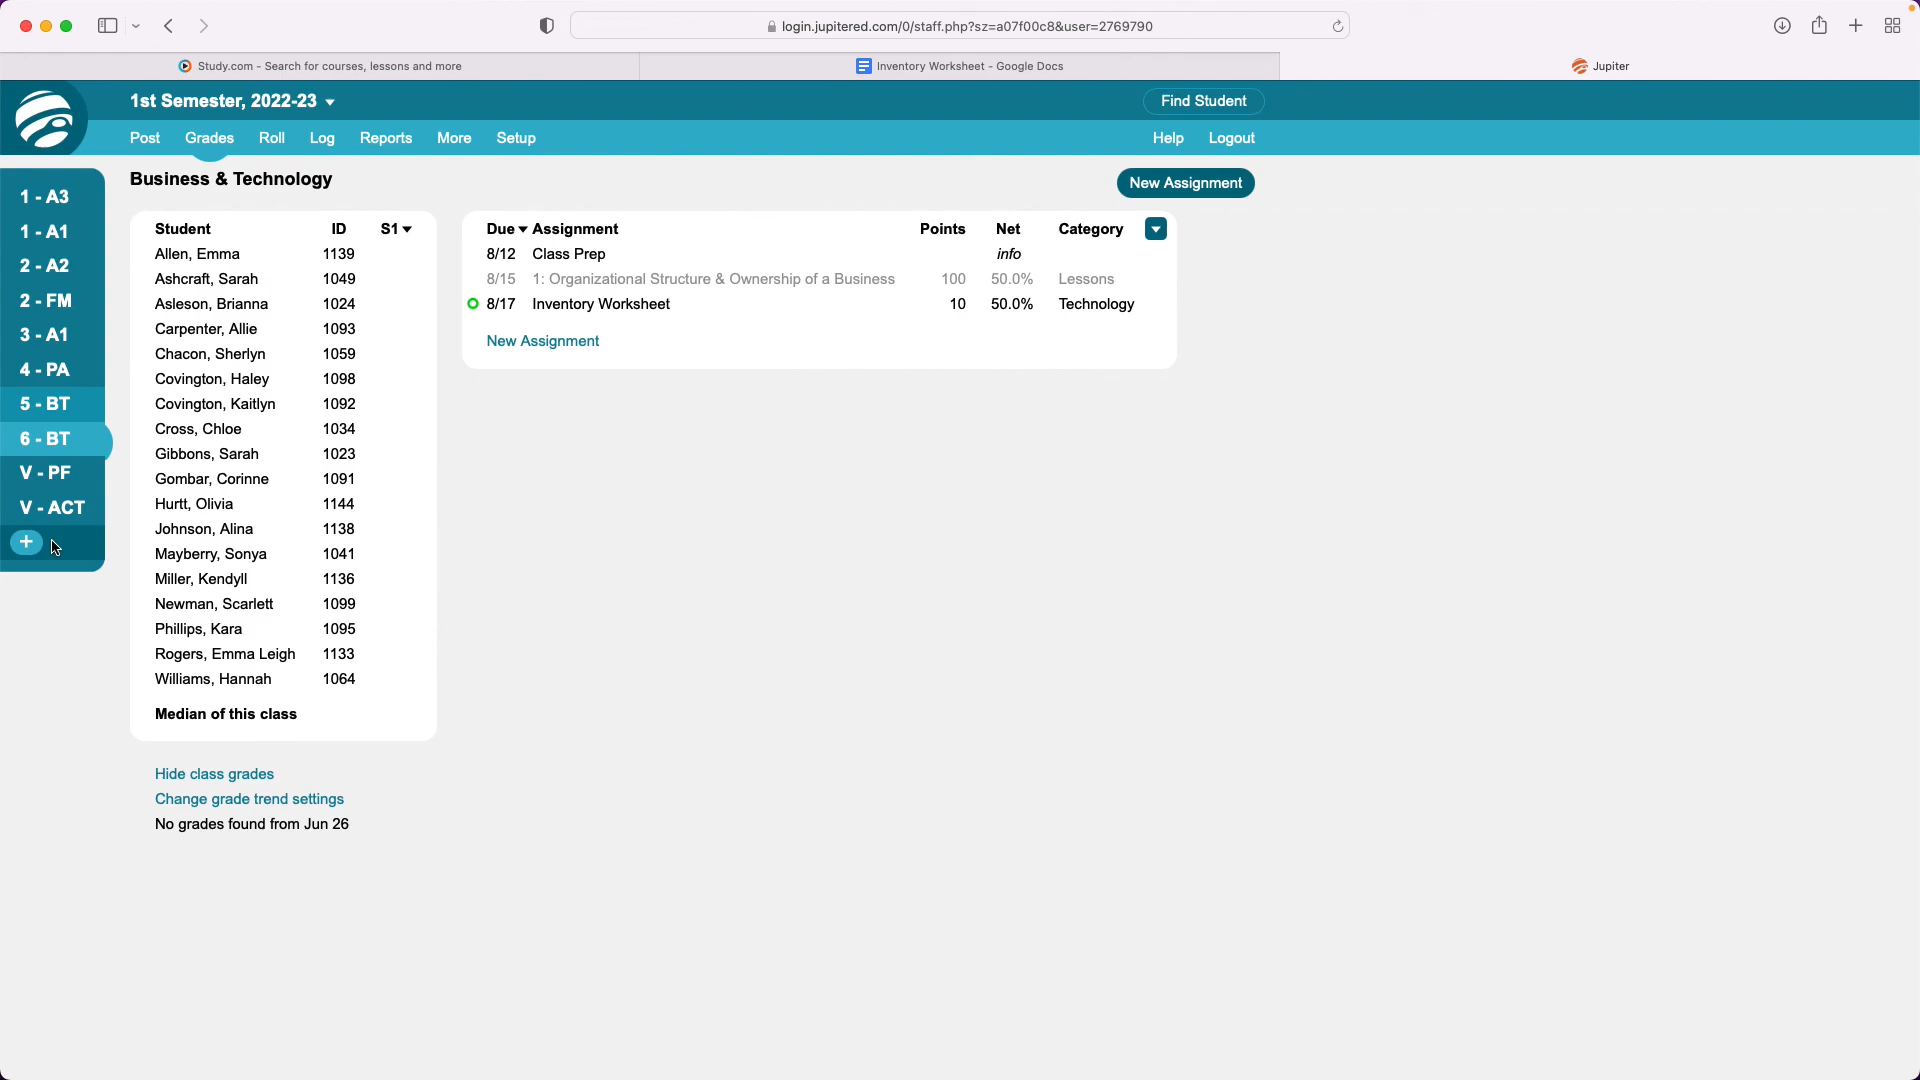 login.jupitered.com/0/staff.php?sz=a07f00c8&user=2769790
Study.com - Search for courses, lessons and more
Inventory Worksheet - Google Docs
Jupiter
1st Semester, 2022-23
Find Student
Post Grades Roll Log Reports More Setup
Help Logout
Business & Technology
New Assignment
1 - A3
1 - A1
2 - A2
2 - FM
3 - A1
4 - PA
5 - BT
6 - BT
V - PF
V - ACT
+
Student ID S1
Allen, Emma 1139
Ashcraft, Sarah 1049
Asleson, Brianna 1024
Carpenter, Allie 1093
Chacon, Sherlyn 1059
Covington, Haley 1098
Covington, Kaitlyn 1092
Cross, Chloe 1034
Gibbons, Sarah 1023
Gombar, Corinne 1091
Hurtt, Olivia 1144
Johnson, Alina 1138
Mayberry, Sonya 1041
Miller, Kendyll 1136
Newman, Scarlett 1099
Phillips, Kara 1095
Rogers, Emma Leigh 1133
Williams, Hannah 1064
Median of this class
Due Assignment Points Net Category
8/12 Class Prep info
8/15 1: Organizational Structure & Ownership of a Business 100 50.0% Lessons
8/17 Inventory Worksheet 10 50.0% Technology
New Assignment
Hide class grades
Change grade trend settings
No grades found from Jun 26